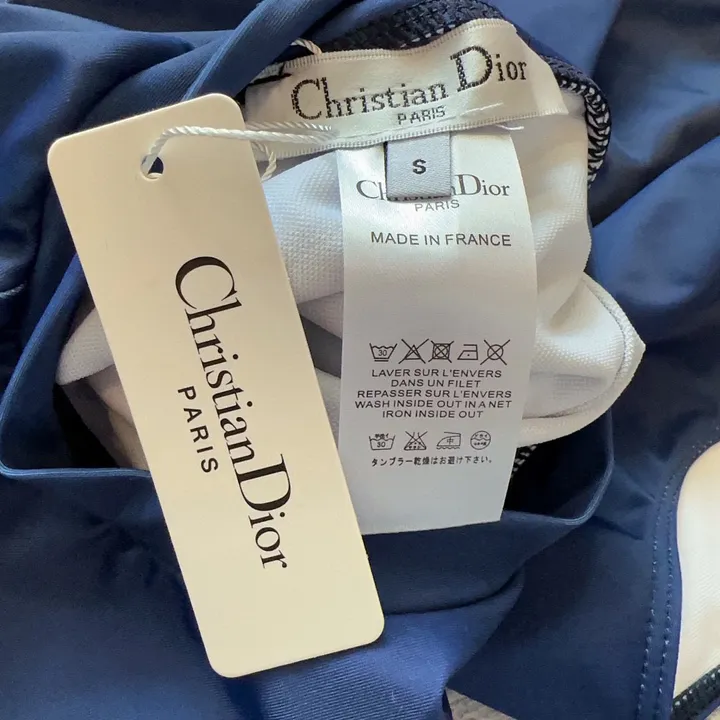 Christian Dior
PARIS
S
Christian Dior
PARIS
MADE IN FRANCE
30
LAVER SUR L'ENVERS
DANS UN FILET
REPASSER SUR L'ENVERS
WASH INSIDE OUT IN A NET
IRON INSIDE OUT
30
タンブラー乾燥はお避け下さい。
Christian Dior
PARIS